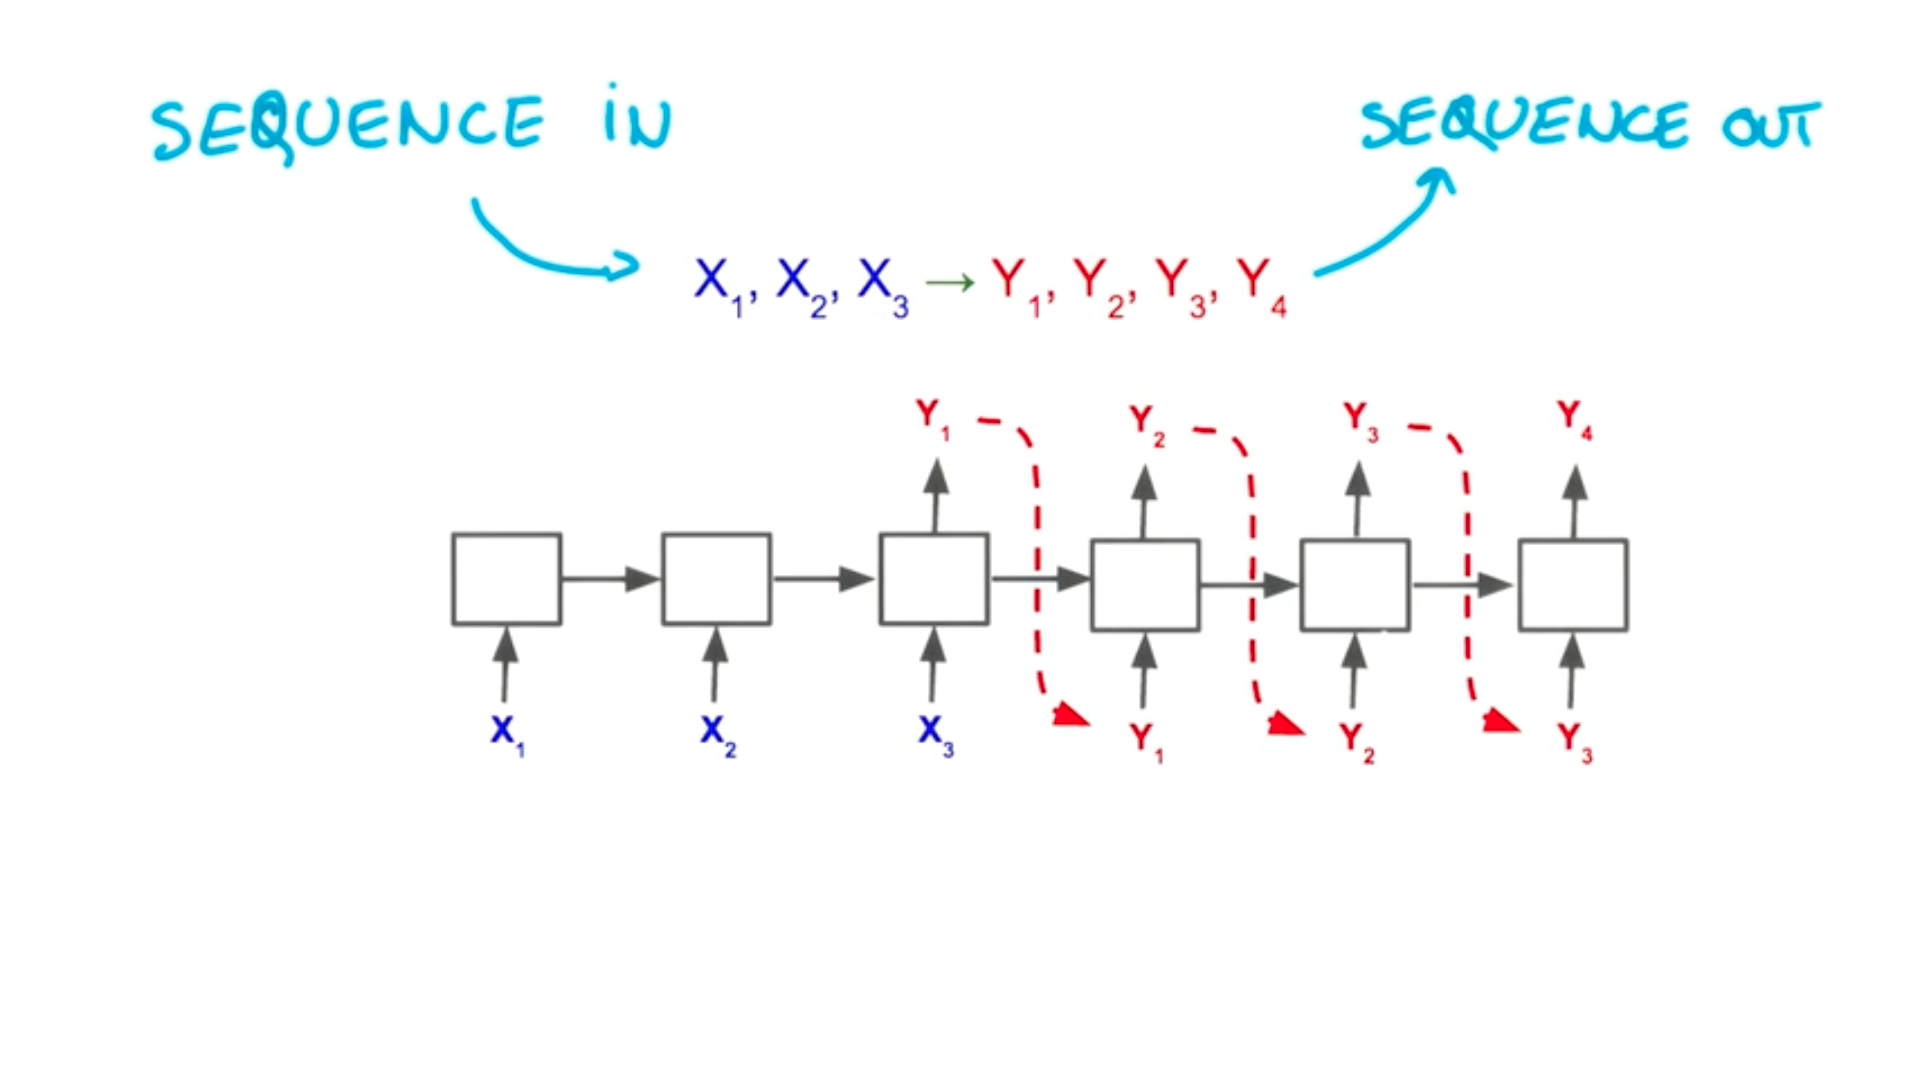 SEQUENCE IN
SEQUENCE OUT
X₁, X₂, X₃ → Y₁, Y₂, Y₃, Y₄
Y₁ Y₂ Y₃ Y₄
X₁ X₂ X₃ Y₁ Y₂ Y₃